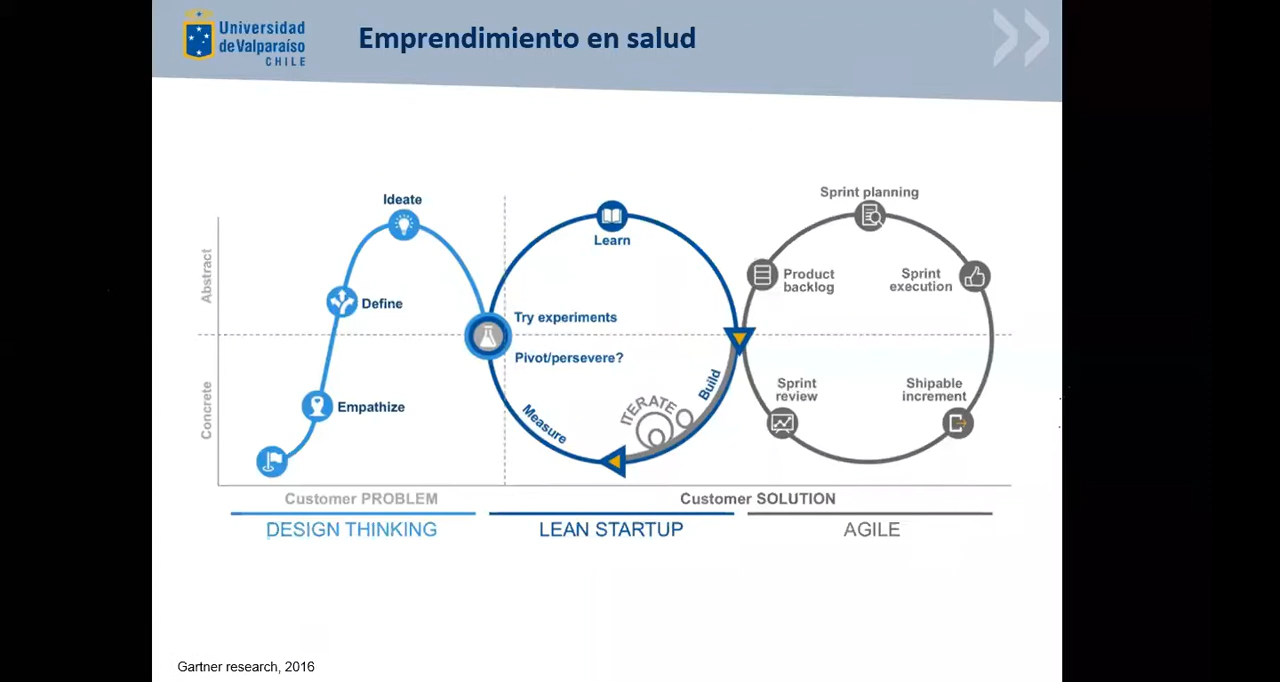 Universidad
de Valparaíso
CHILE
Emprendimiento en salud
Abstract
Concrete
Ideate
Define
Empathize
Learn
Try experiments
Pivot/persevere?
Measure
ITERATE
Build
Sprint planning
Product
backlog
Sprint
execution
Sprint
review
Shipable
increment
Customer PROBLEM
Customer SOLUTION
DESIGN THINKING
LEAN STARTUP
AGILE
Gartner research, 2016